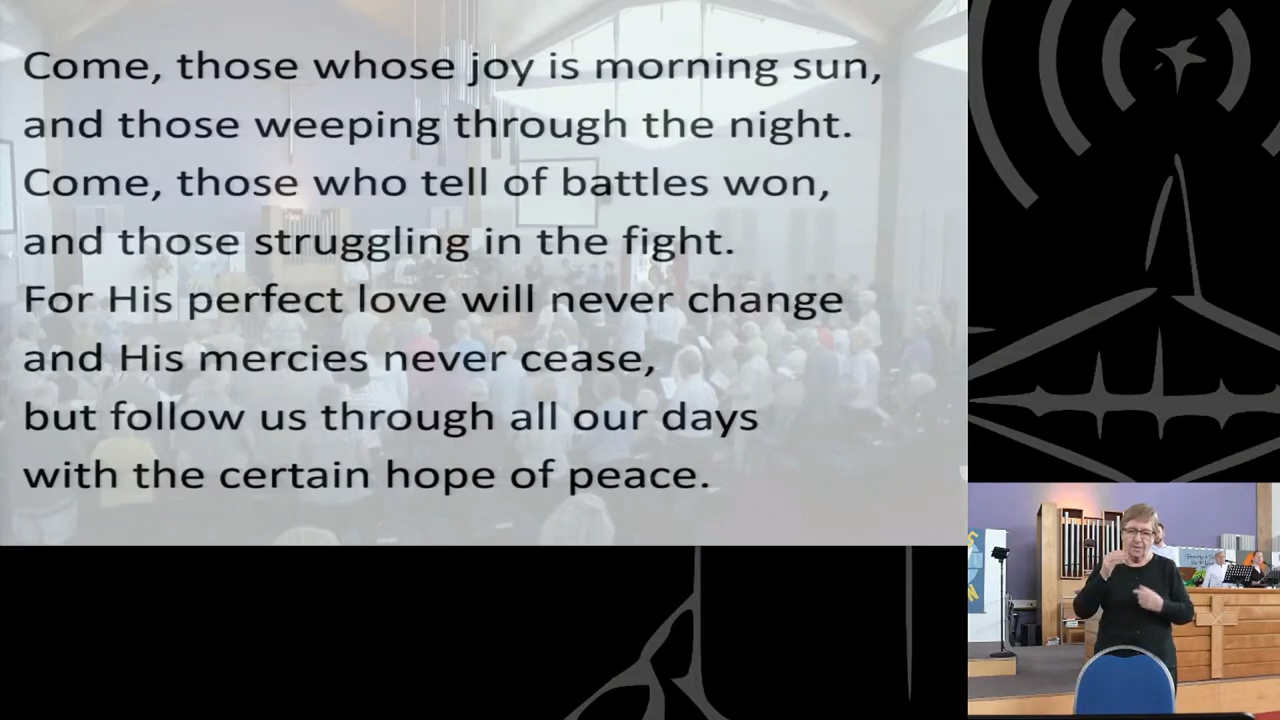 Come, those whose joy is morning sun,
and those weeping through the night.
Come, those who tell of battles won,
and those struggling in the fight.
For His perfect love will never change
and His mercies never cease,
but follow us through all our days
with the certain hope of peace.